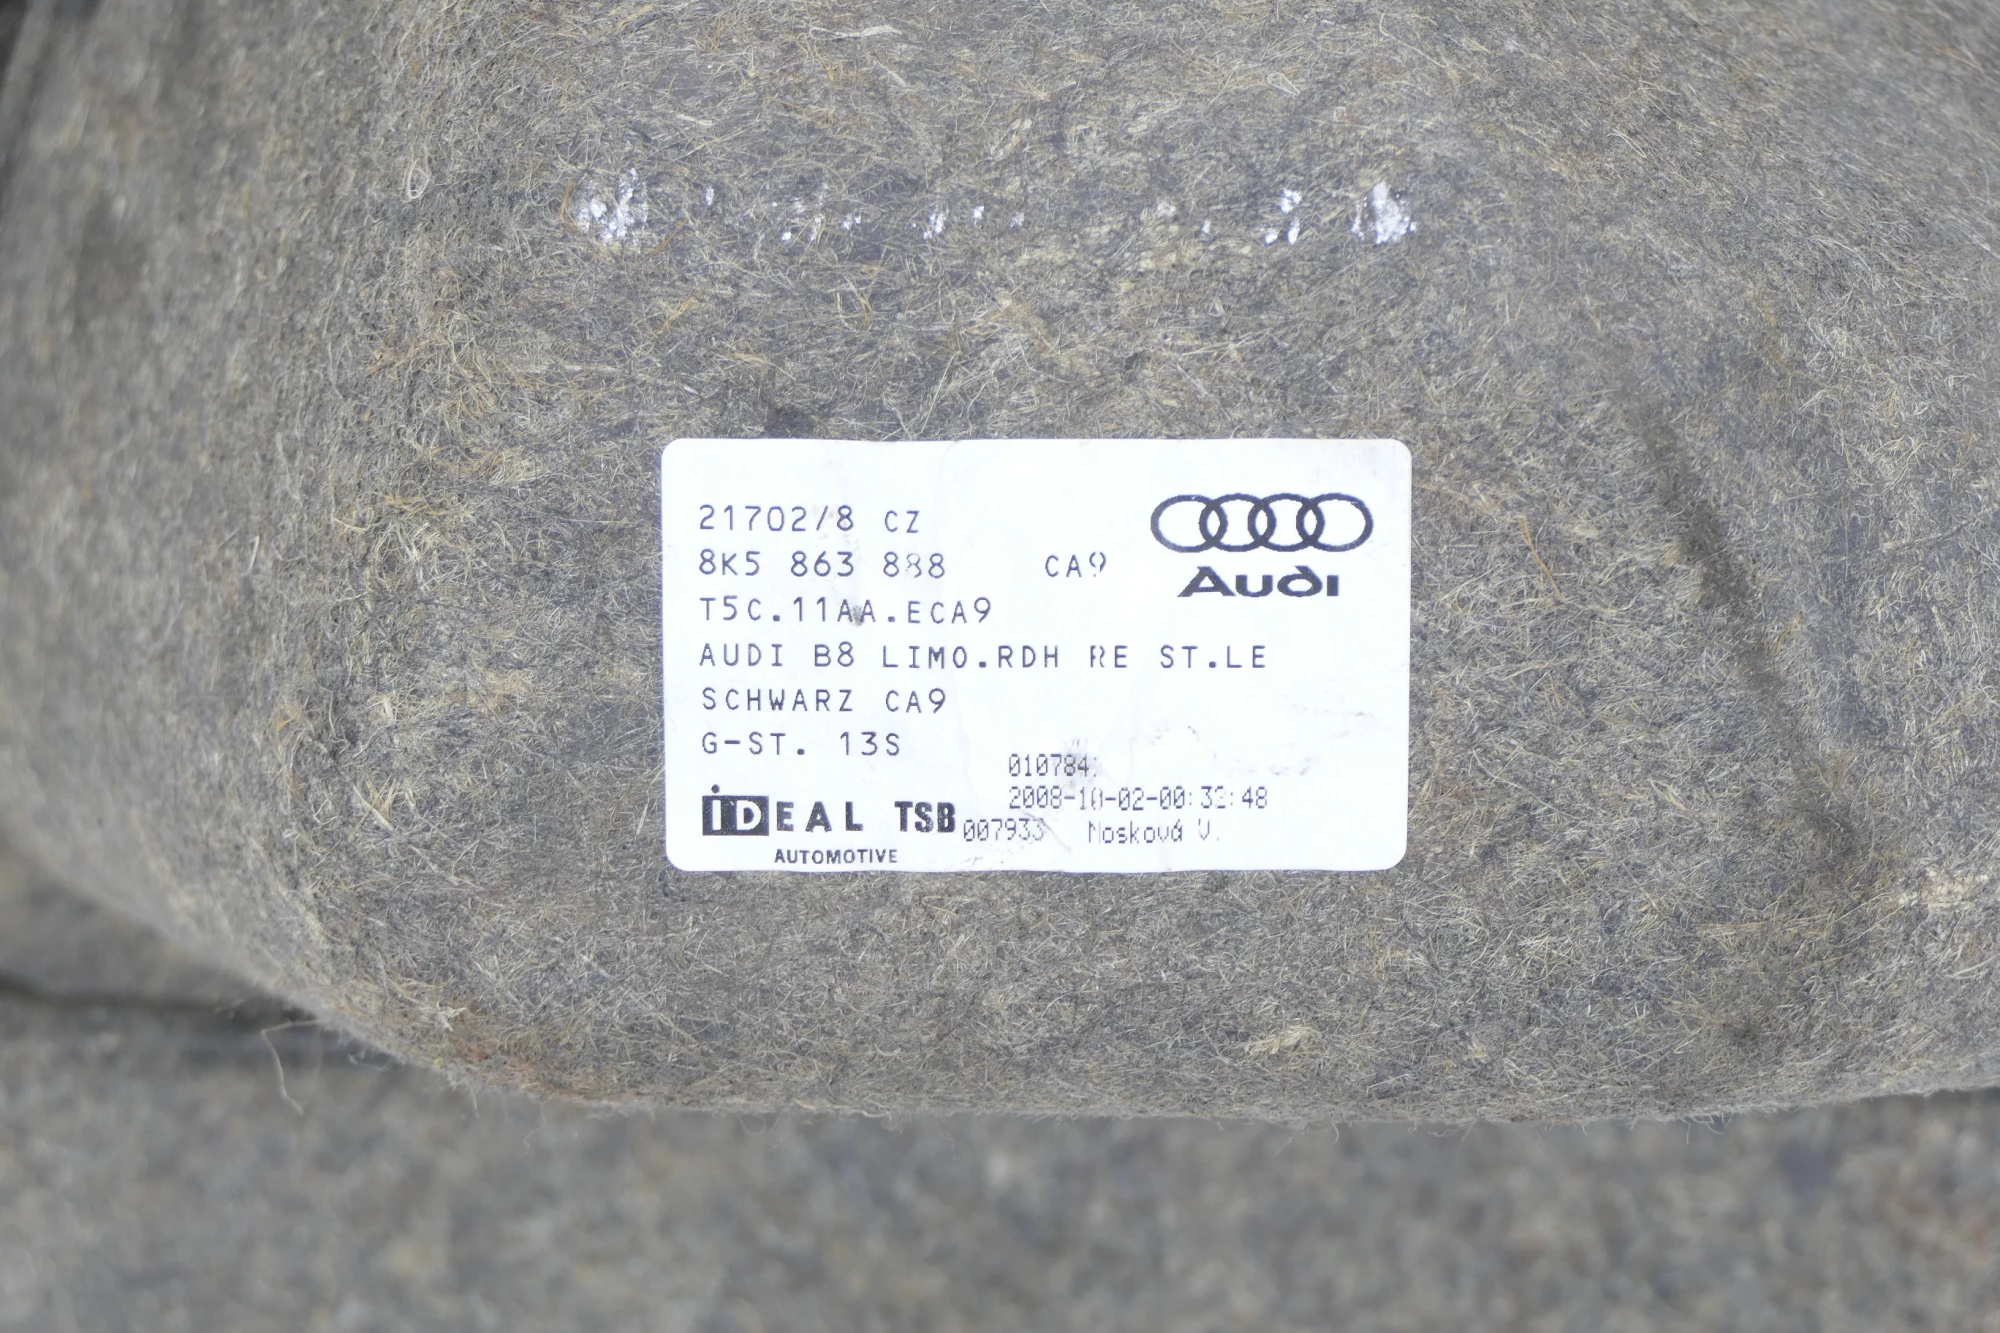 21702/8 CZ
8K5 863 888 CA9
Audi
T5C.11AA.ECA9
AUDI B8 LIMO.RDH RE ST.LE
SCHWARZ CA9
G-ST. 13S
010784
2008-10-02-00:32:48
iDEAL TSB
007933 Nosková V.
AUTOMOTIVE